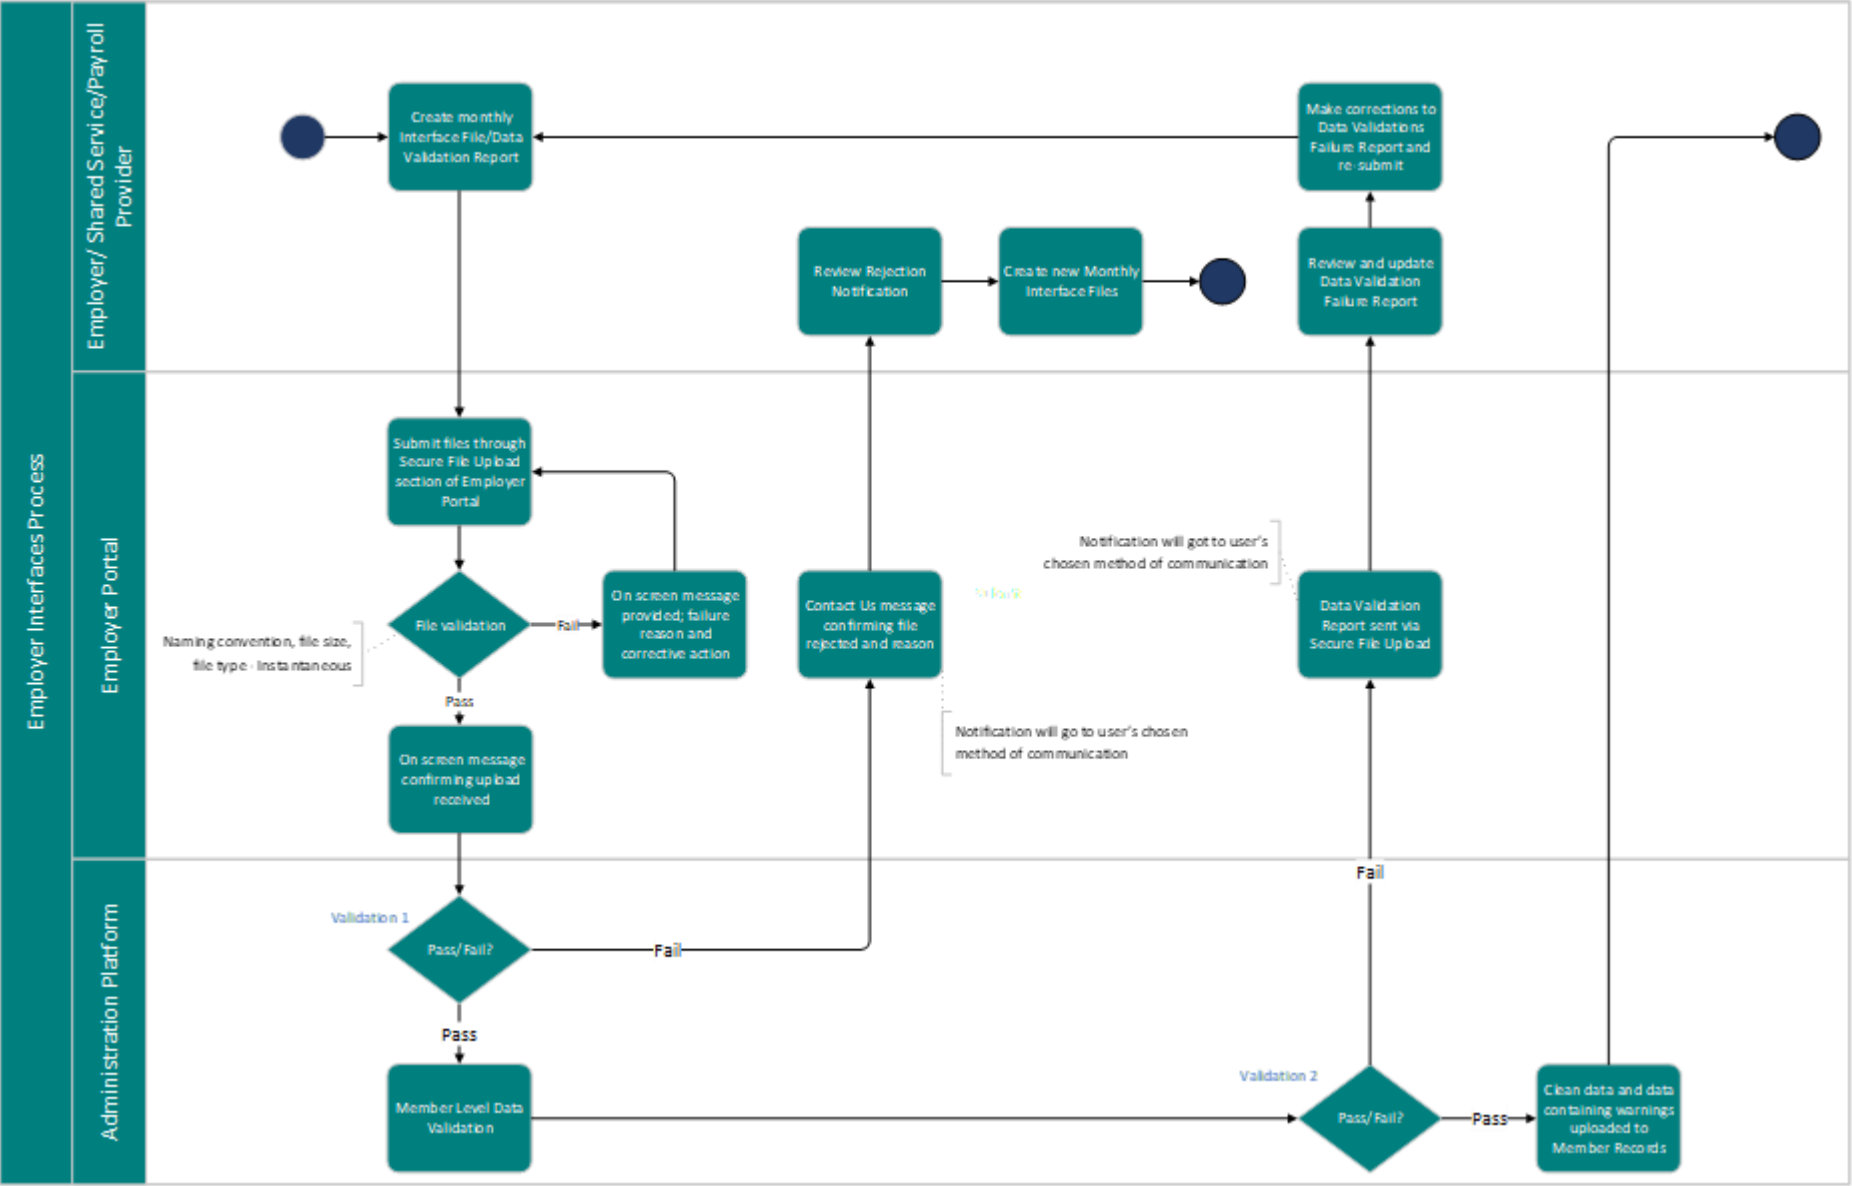 Employer Interfaces Process
Employer/ Shared Service/Payroll
Provider
Create monthly
Interface File/Data
Validation Report
Make corrections to
Data Validations
Failure Report and
re-submit
Review Rejection
Notification
Create new Monthly
Interface Files
Review and update
Data Validation
Failure Report
Employer Portal
Submit files through
Secure File Upload
section of Employer
Portal
File validation
Naming convention, file size,
file type - Instantaneous
Fail
On screen message
provided; failure
reason and
corrective action
Pass
On screen message
confirming upload
received
Contact Us message
confirming file
rejected and reason
Notification will go to user's chosen
method of communication
Notification will got to user's
chosen method of communication
Data Validation
Report sent via
Secure File Upload
Administration Platform
Validation 1
Pass/Fail?
Fail
Pass
Member Level Data
Validation
Validation 2
Pass/Fail?
Fail
Pass
Clean data and data
containing warnings
uploaded to
Member Records